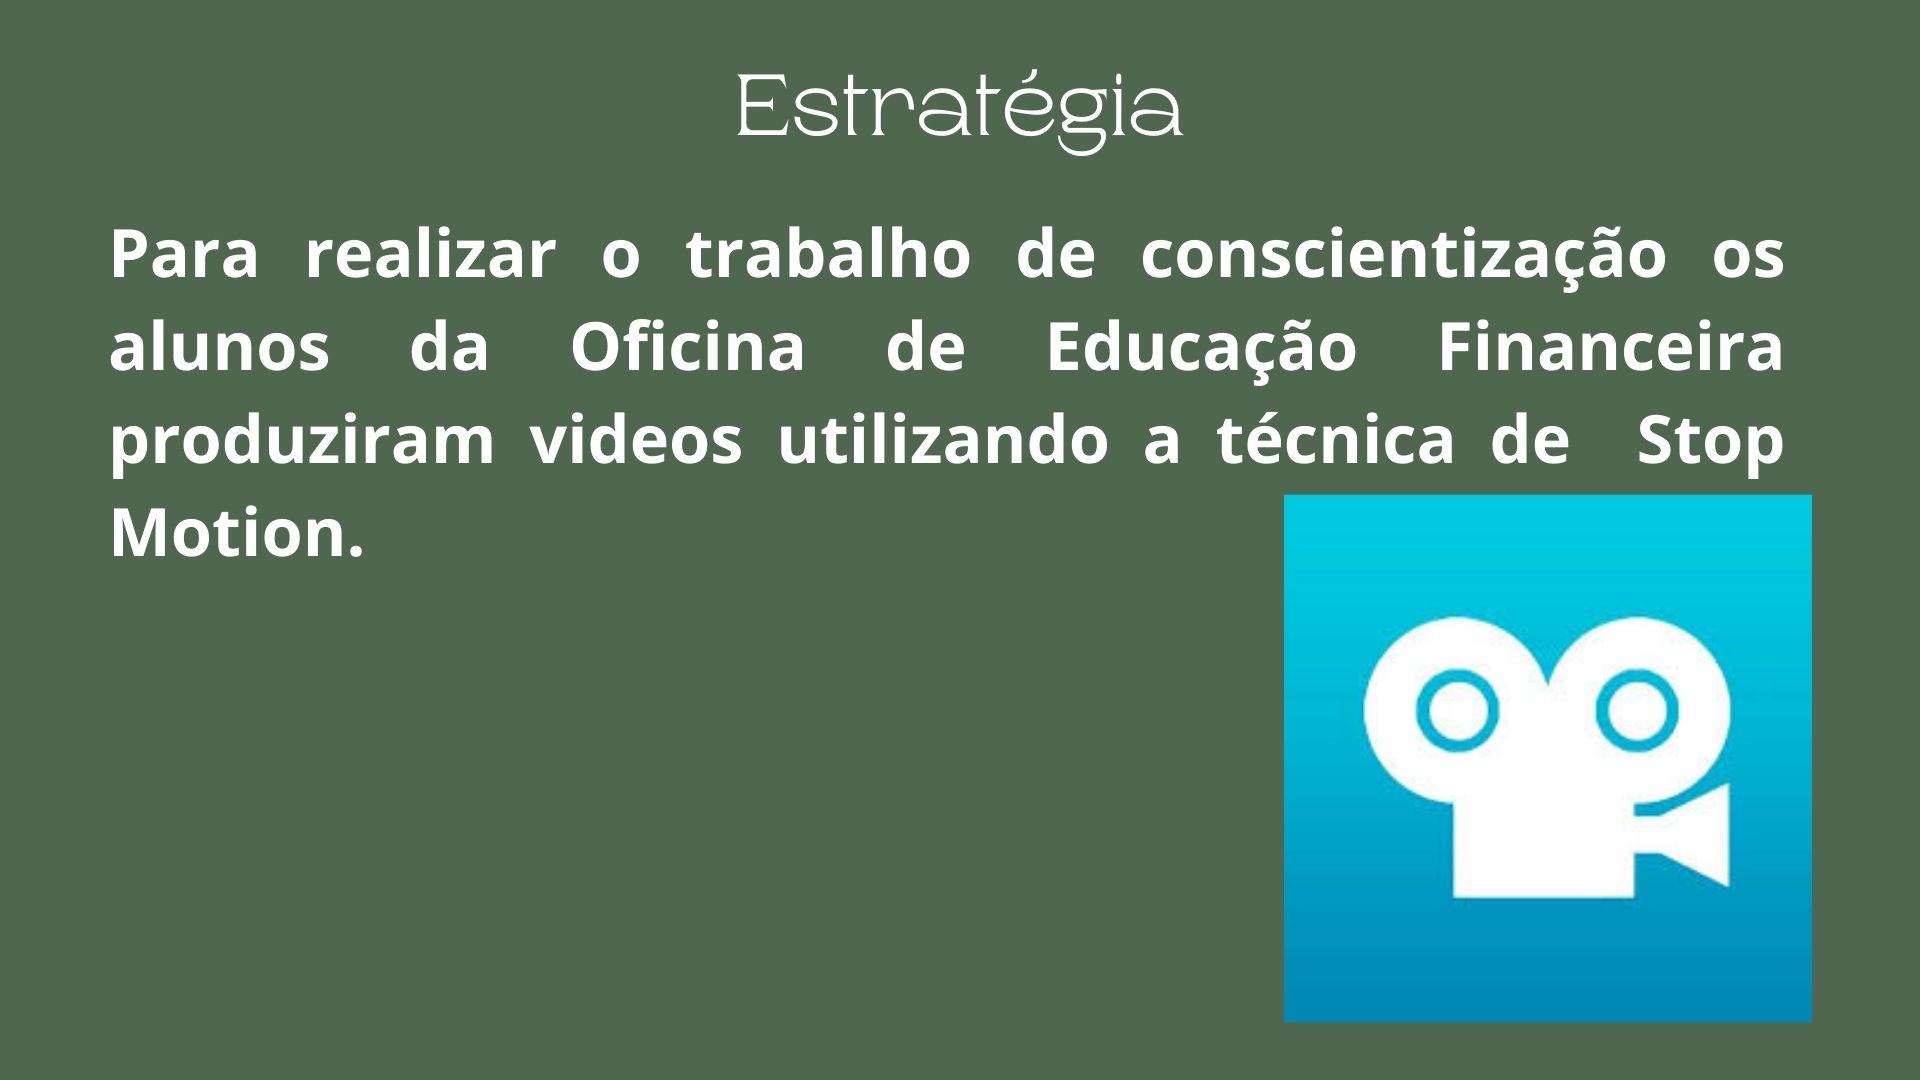 Estratégia
Para realizar o trabalho de conscientização os
alunos da Oficina de Educação Financeira
produziram videos utilizando a técnica de Stop
Motion.